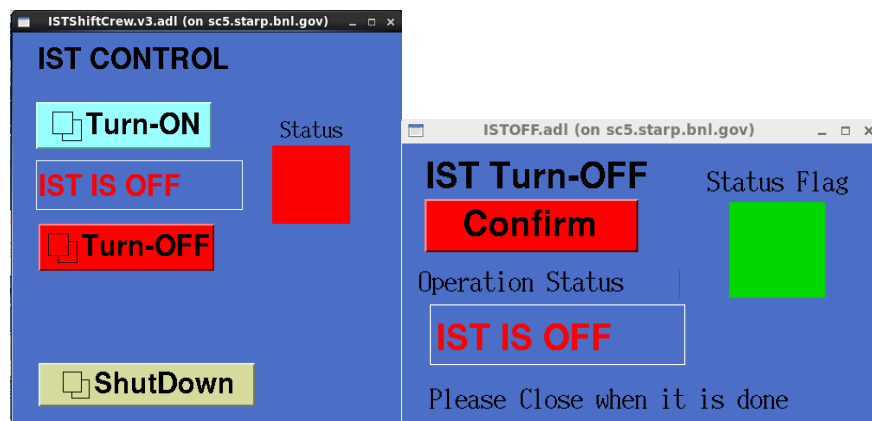 ISTShiftCrew.v3.adl (on sc5.starp.bnl.gov)
IST CONTROL
Turn-ON
Status
IST IS OFF
Turn-OFF
ShutDown
ISTOFF.adl (on sc5.starp.bnl.gov)
IST Turn-OFF
Status Flag
Confirm
Operation Status
IST IS OFF
Please Close when it is done